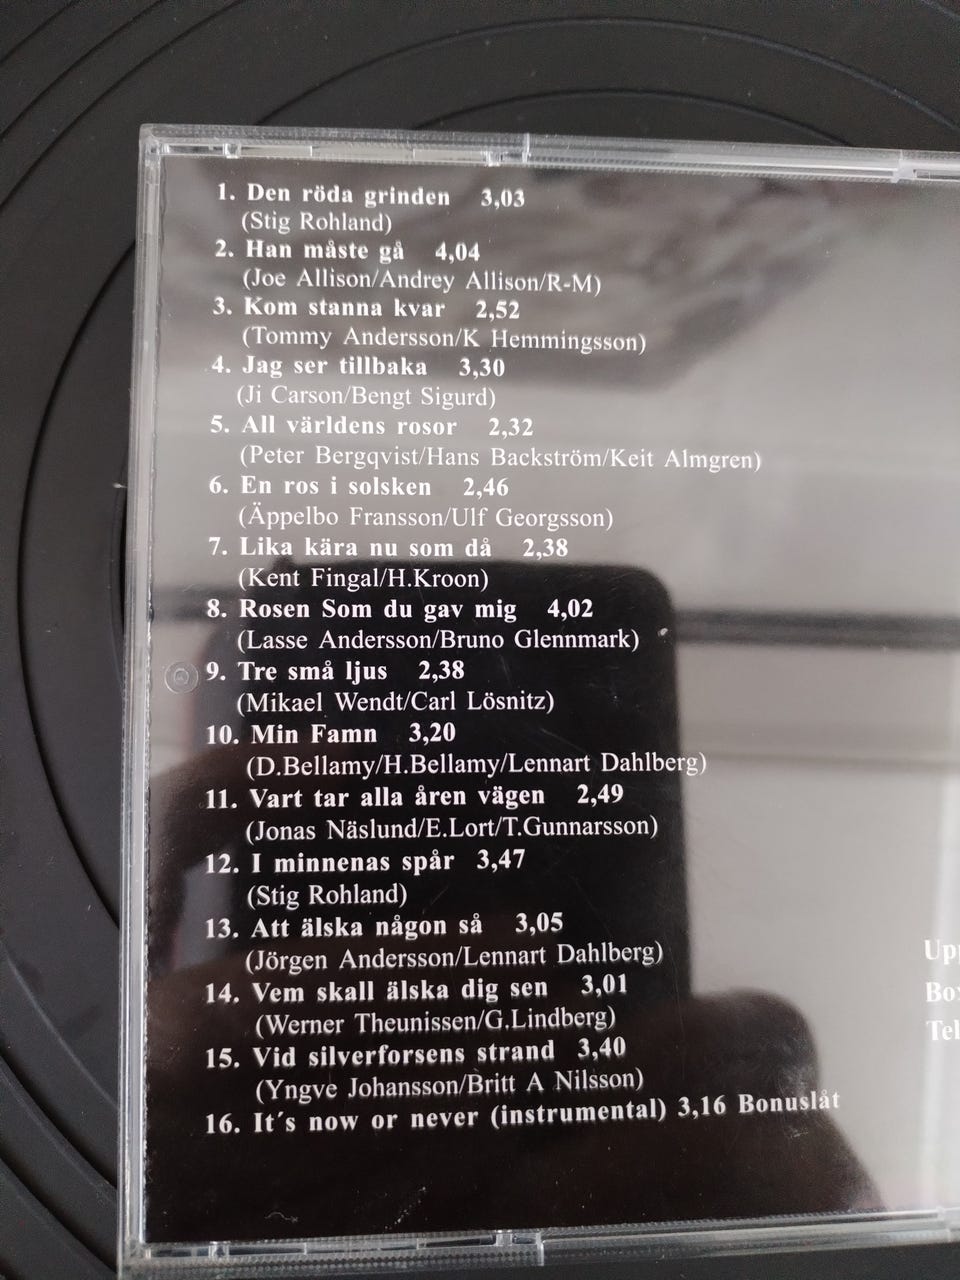 1. Den röda grinden 3,03
(Stig Rohland)
2. Han måste gå 4,04
(Joe Allison/Andrey Allison/R-M)
3. Kom stanna kvar 2,52
(Tommy Andersson/K Hemmingsson)
4. Jag ser tillbaka 3,30
(Ji Carson/Bengt Sigurd)
5. All världens rosor 2,32
(Peter Bergqvist/Hans Backström/Keit Almgren)
6. En ros i solsken 2,46
(Äppelbo Fransson/Ulf Georgsson)
7. Lika kära nu som då 2,38
(Kent Fingal/H.Kroon)
8. Rosen Som du gav mig 4,02
(Lasse Andersson/Bruno Glennmark)
9. Tre små ljus 2,38
(Mikael Wendt/Carl Lösnitz)
10. Min Famn 3,20
(D.Bellamy/H.Bellamy/Lennart Dahlberg)
11. Vart tar alla åren vägen 2,49
(Jonas Näslund/E.Lort/T.Gunnarsson)
12. I minnenas spår 3,47
(Stig Rohland)
13. Att älska någon så 3,05
(Jörgen Andersson/Lennart Dahlberg)
14. Vem skall älska dig sen 3,01
(Werner Theunissen/G.Lindberg)
15. Vid silverforsens strand 3,40
(Yngve Johansson/Britt A Nilsson)
16. It´s now or never (instrumental) 3,16 Bonuslåt
Upp
Box
Tel